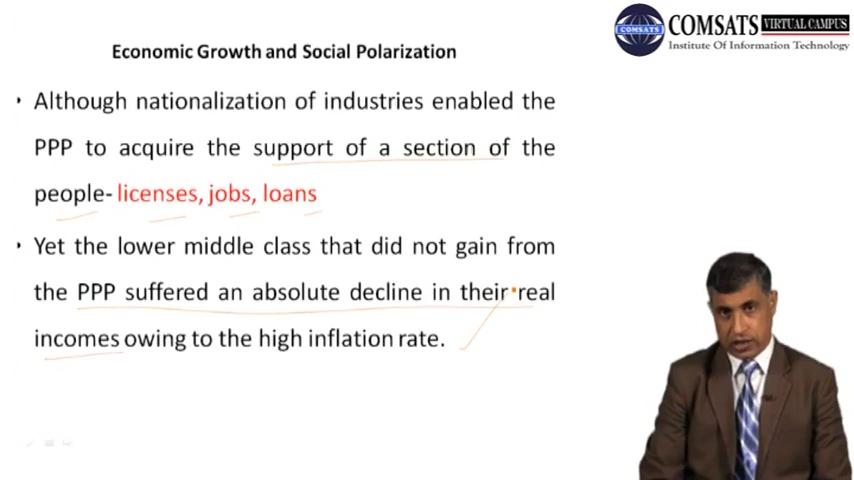 COMSATS VIRTUAL CAMPUS
COMSATS
Institute Of Information Technology
Economic Growth and Social Polarization
Although nationalization of industries enabled the
PPP to acquire the support of a section of the
people- licenses, jobs, loans
Yet the lower middle class that did not gain from
the PPP suffered an absolute decline in their real
incomes owing to the high inflation rate.